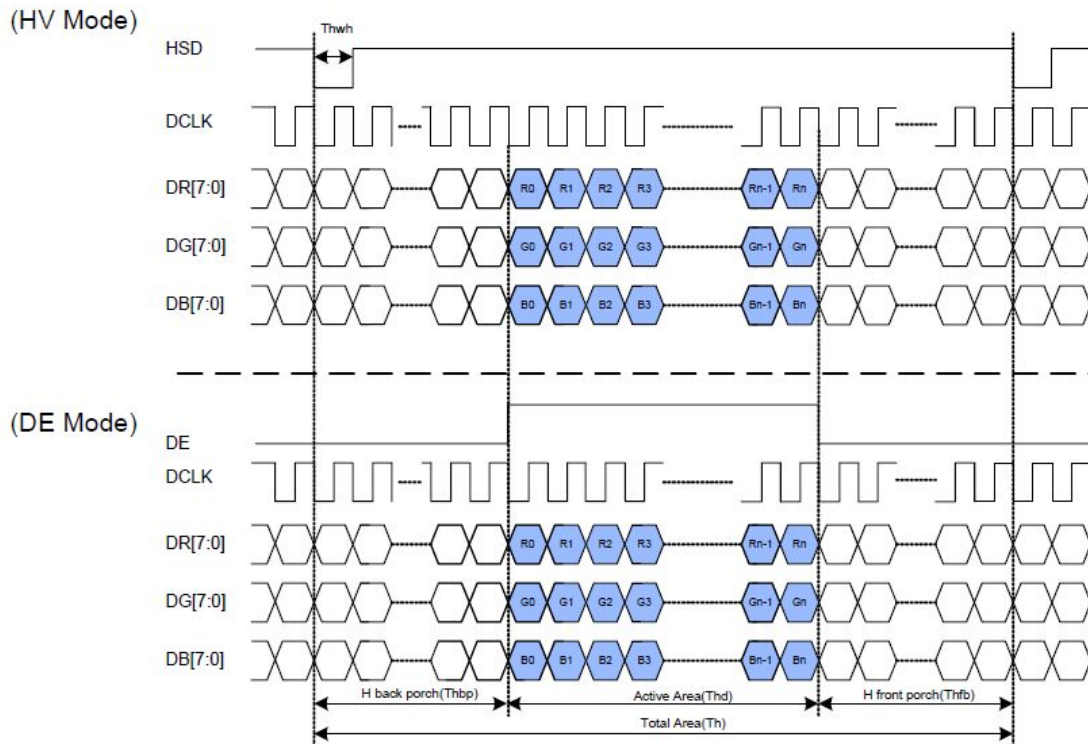 (HV Mode)
Thwh
HSD
DCLK
DR[7:0] R0 R1 R2 R3 Rn-1 Rn
DG[7:0] G0 G1 G2 G3 Gn-1 Gn
DB[7:0] B0 B1 B2 B3 Bn-1 Bn
(DE Mode)
DE
DCLK
DR[7:0] R0 R1 R2 R3 Rn-1 Rn
DG[7:0] G0 G1 G2 G3 Gn-1 Gn
DB[7:0] B0 B1 B2 B3 Bn-1 Bn
H back porch(Thbp) Active Area(Thd) H front porch(Thfb)
Total Area(Th)